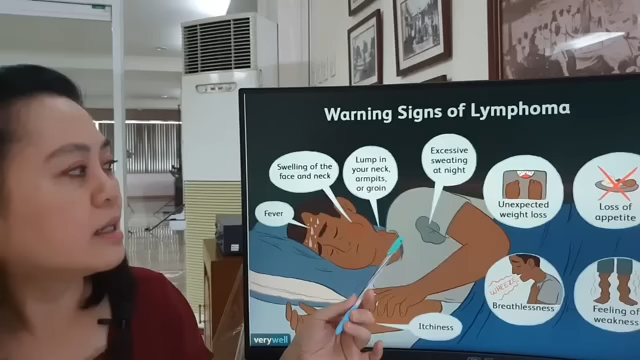 Warning Signs of Lymphoma
Swelling of the
face and neck
Lump in
your neck,
armpits,
or groin
Excessive
sweating
at night
Fever
Unexpected
weight loss
Loss of
appetite
WHEEZE
Breathlessness
Feeling of
weakness
Itchiness
verywell